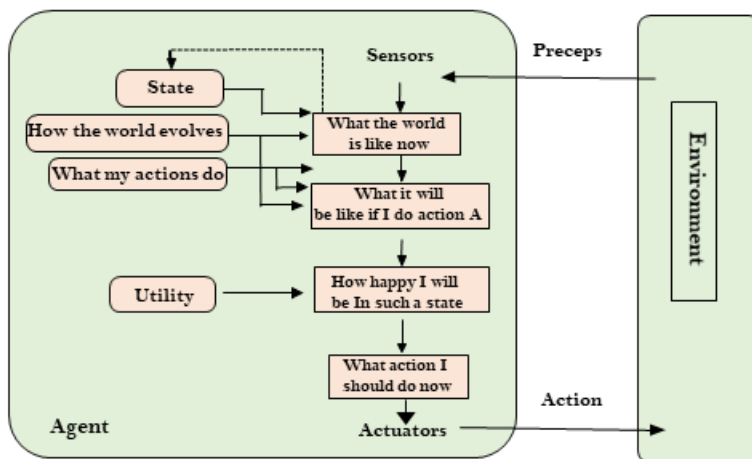 Sensors
Preceps
State
How the world evolves
What the world
is like now
What my actions do
What it will
be like if I do action A
Environment
Utility
How happy I will
be In such a state
What action I
should do now
Agent
Actuators
Action